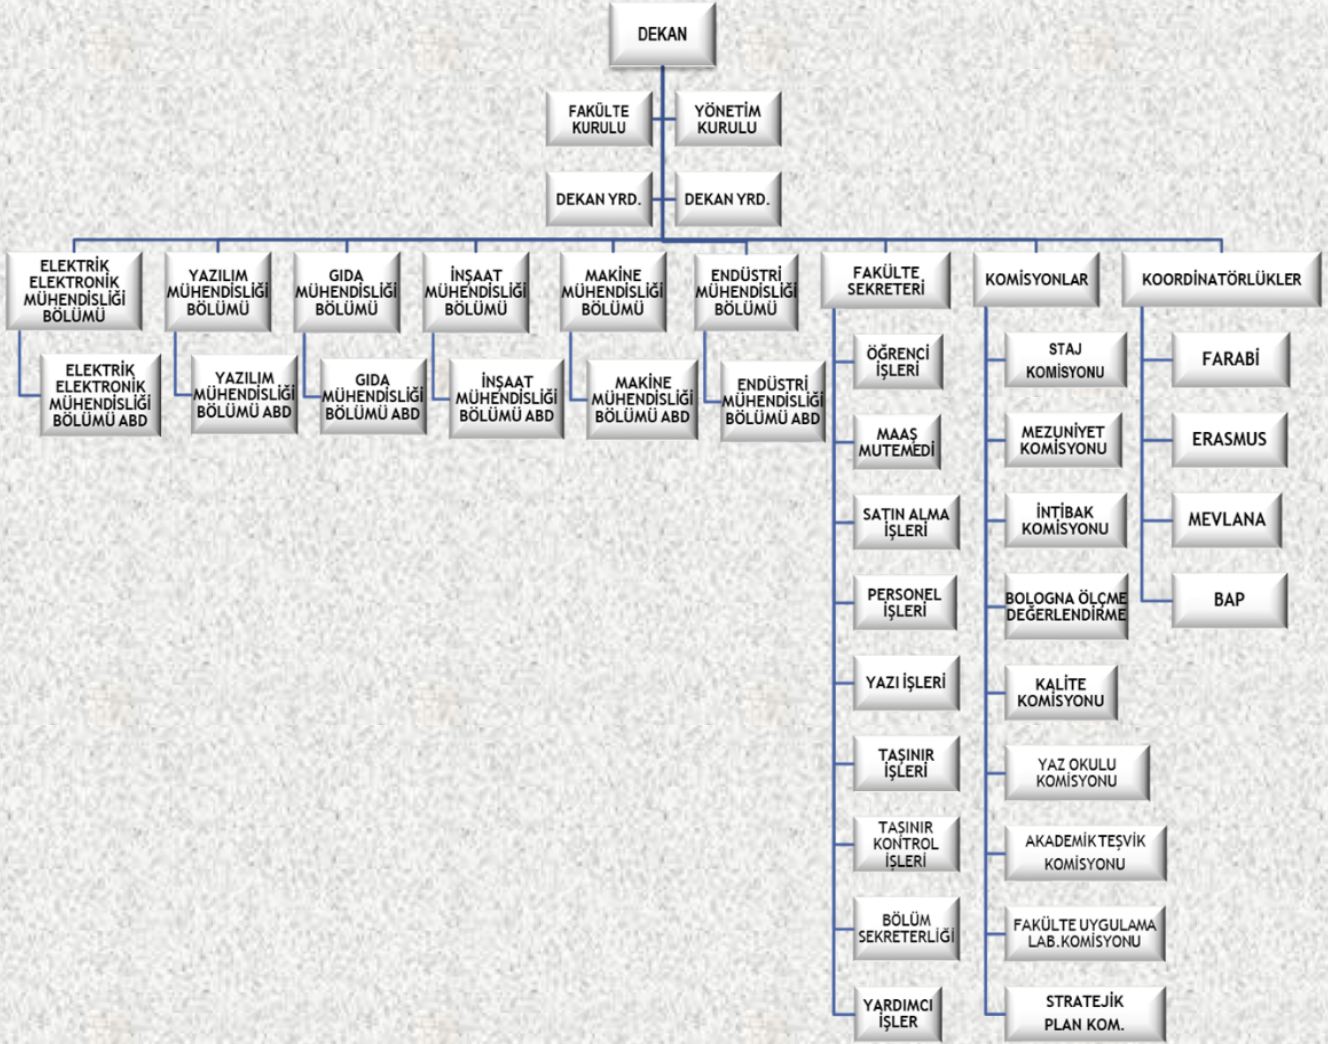 DEKAN
FAKÜLTE
KURULU
YÖNETİM
KURULU
DEKAN YRD.
DEKAN YRD.
ELEKTRİK
ELEKTRONİK
MÜHENDİSLİĞİ
BÖLÜMÜ
YAZILIM
MÜHENDİSLİĞİ
BÖLÜMÜ
GIDA
MÜHENDİSLİĞİ
BÖLÜMÜ
İNŞAAT
MÜHENDİSLİĞİ
BÖLÜMÜ
MAKİNE
MÜHENDİSLİĞİ
BÖLÜMÜ
ENDÜSTRİ
MÜHENDİSLİĞİ
BÖLÜMÜ
FAKÜLTE
SEKRETERİ
KOMİSYONLAR
KOORDİNATÖRLÜKLER
ELEKTRİK
ELEKTRONİK
MÜHENDİSLİĞİ
BÖLÜMÜ ABD
YAZILIM
MÜHENDİSLİĞİ
BÖLÜMÜ ABD
GIDA
MÜHENDİSLİĞİ
BÖLÜMÜ ABD
İNŞAAT
MÜHENDİSLİĞİ
BÖLÜMÜ ABD
MAKİNE
MÜHENDİSLİĞİ
BÖLÜMÜ ABD
ENDÜSTRİ
MÜHENDİSLİĞİ
BÖLÜMÜ ABD
ÖĞRENCİ
İŞLERİ
MAAŞ
MUTEMEDİ
SATIN ALMA
İŞLERİ
PERSONEL
İŞLERİ
YAZI İŞLERİ
TAŞINIR
İŞLERİ
TAŞINIR
KONTROL
İŞLERİ
BÖLÜM
SEKRETERLİĞİ
YARDIMCI
İŞLER
STAJ
KOMİSYONU
MEZUNİYET
KOMİSYONU
İNTİBAK
KOMİSYONU
BOLOGNA ÖLÇME
DEĞERLENDİRME
KALİTE
KOMİSYONU
YAZ OKULU
KOMİSYONU
AKADEMİK TEŞVİK
KOMİSYONU
FAKÜLTE UYGULAMA
LAB.KOMİSYONU
STRATEJİK
PLAN KOM.
FARABİ
ERASMUS
MEVLANA
BAP